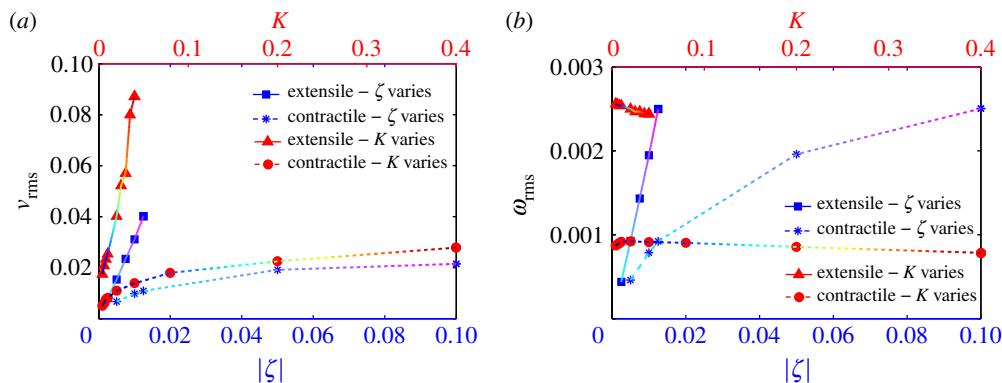 (a) K
0 0.1 0.2 0.3 0.4
0.10
0.08
0.06
0.04
0.02
v_rms
extensile – ζ varies
contractile – ζ varies
extensile – K varies
contractile – K varies
0 0.02 0.04 0.06 0.08 0.10
|ζ|
(b) K
0 0.1 0.2 0.3 0.4
0.003
0.002
0.001
ω_rms
extensile – ζ varies
contractile – ζ varies
extensile – K varies
contractile – K varies
0 0.02 0.04 0.06 0.08 0.10
|ζ|